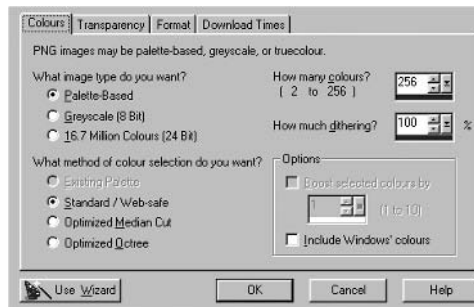 Colours Transparency Format Download Times
PNG images may be palette-based, greyscale, or truecolour.
What image type do you want?
Palette-Based
Greyscale (8 Bit)
16.7 Million Colours (24 Bit)
How many colours? 256
( 2 to 256 )
How much dithering? 100 %
What method of colour selection do you want?
Existing Palette
Standard / Web-safe
Optimized Median Cut
Optimized Octree
Options
Boost selected colours by
1 (1 to 10)
Include Windows' colours
Use Wizard OK Cancel Help